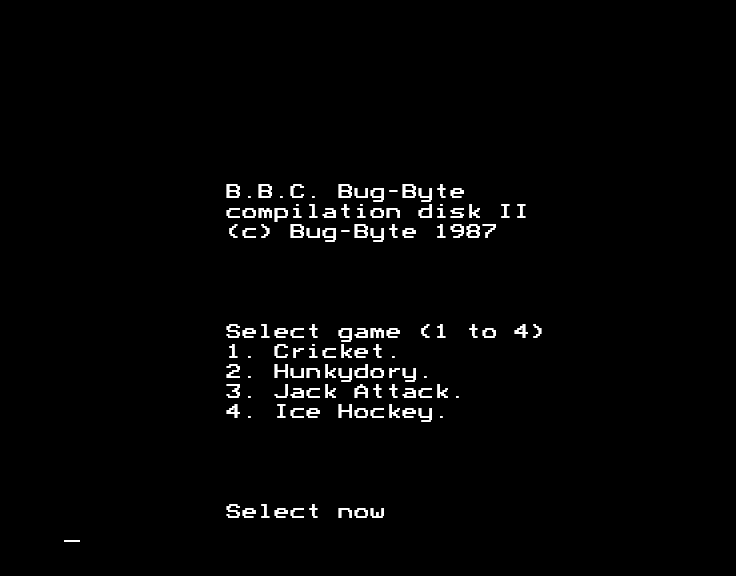 B.B.C. Bug-Byte
compilation disk II
(c) Bug-Byte 1987
Select game (1 to 4)
1. Cricket.
2. Hunkydory.
3. Jack Attack.
4. Ice Hockey.
Select now